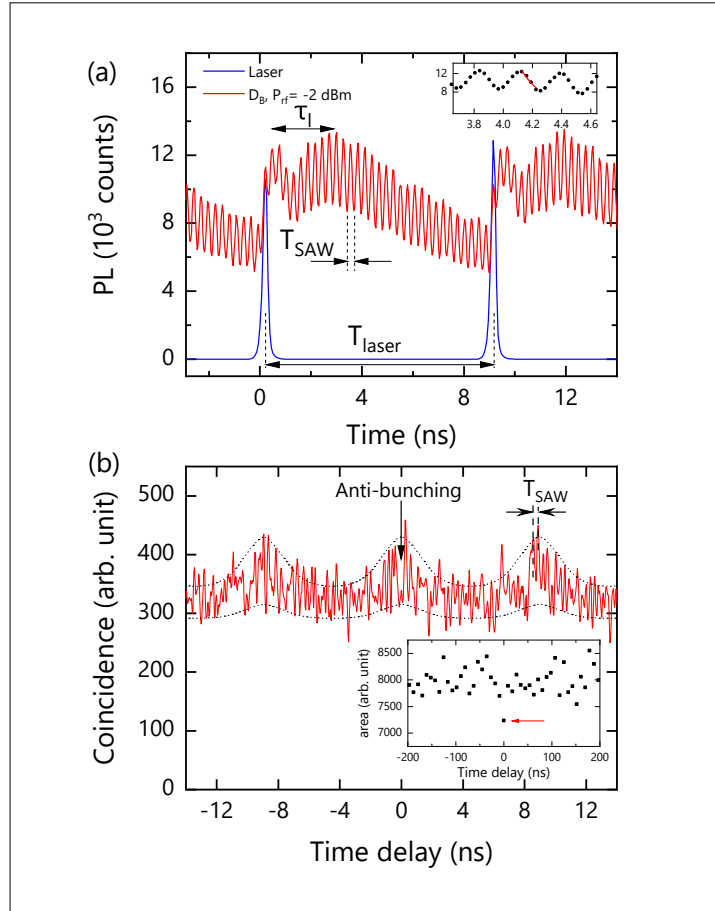 (a)
Laser
D_B, P_rf= -2 dBm
τ_l
T_SAW
T_laser
PL (10³ counts)
16
12
8
4
0
0
4
8
12
Time (ns)
12
8
3.8
4.0
4.2
4.4
4.6
(b)
Anti-bunching
T_SAW
Coincidence (arb. unit)
500
400
300
200
100
0
-12
-8
-4
0
4
8
12
Time delay (ns)
area (arb. unit)
8500
8000
7500
7000
-200
-100
0
100
200
Time delay (ns)